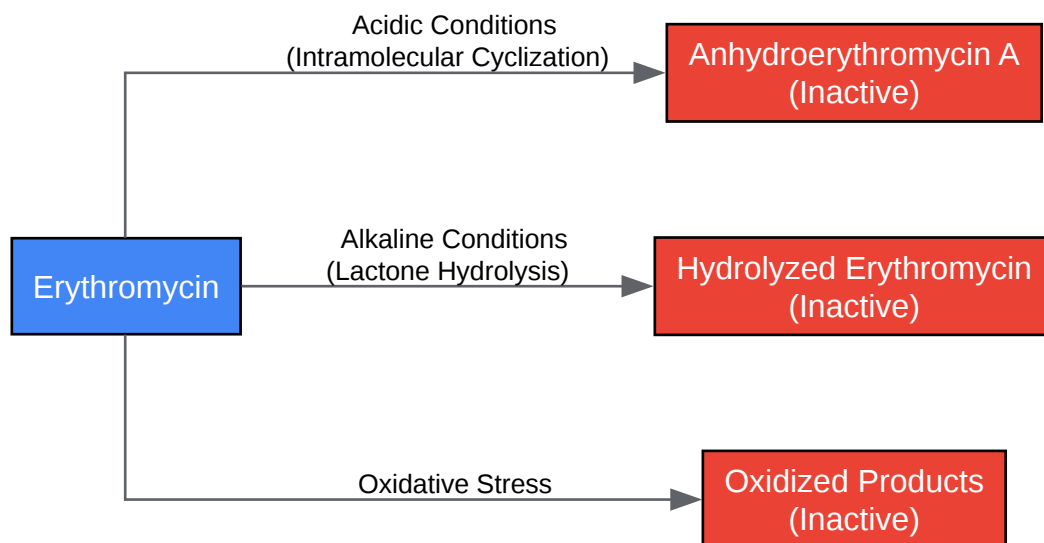 Acidic Conditions
(Intramolecular Cyclization)
Anhydroerythromycin A
(Inactive)
Erythromycin
Alkaline Conditions
(Lactone Hydrolysis)
Hydrolyzed Erythromycin
(Inactive)
Oxidative Stress
Oxidized Products
(Inactive)